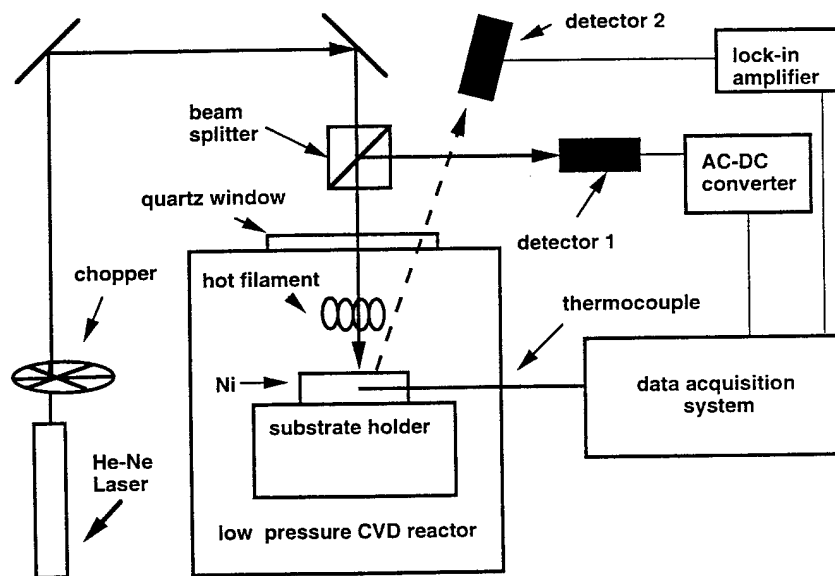 detector 2
lock-in
amplifier
beam
splitter
AC-DC
converter
quartz window
detector 1
chopper
hot filament
thermocouple
Ni
data acquisition
system
substrate holder
He-Ne
Laser
low pressure CVD reactor